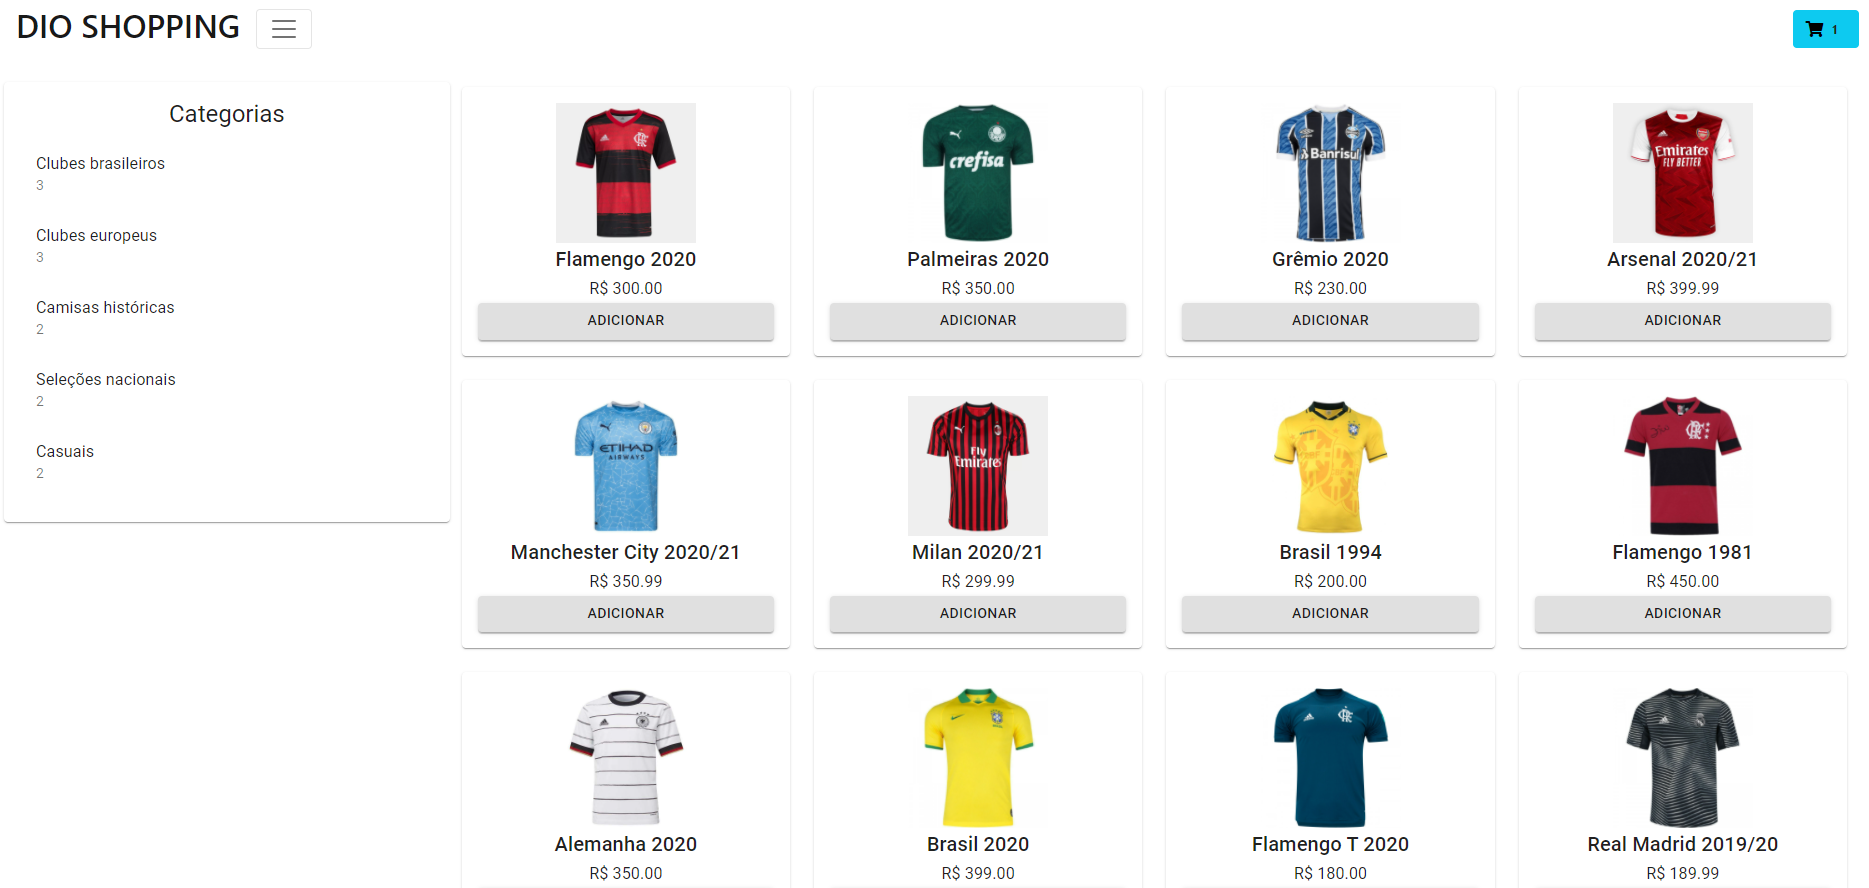 DIO SHOPPING
1
Categorias
Clubes brasileiros
3
Clubes europeus
3
Camisas históricas
2
Seleções nacionais
2
Casuais
2
crefisa
Banrisul
Emirates
FLY BETTER
Flamengo 2020
Palmeiras 2020
Grêmio 2020
Arsenal 2020/21
R$ 300.00
R$ 350.00
R$ 230.00
R$ 399.99
ADICIONAR
ADICIONAR
ADICIONAR
ADICIONAR
ETIHAD
AIRWAYS
Fly
Emirates
Manchester City 2020/21
Milan 2020/21
Brasil 1994
Flamengo 1981
R$ 350.99
R$ 299.99
R$ 200.00
R$ 450.00
ADICIONAR
ADICIONAR
ADICIONAR
ADICIONAR
Alemanha 2020
Brasil 2020
Flamengo T 2020
Real Madrid 2019/20
R$ 350.00
R$ 399.00
R$ 180.00
R$ 189.99